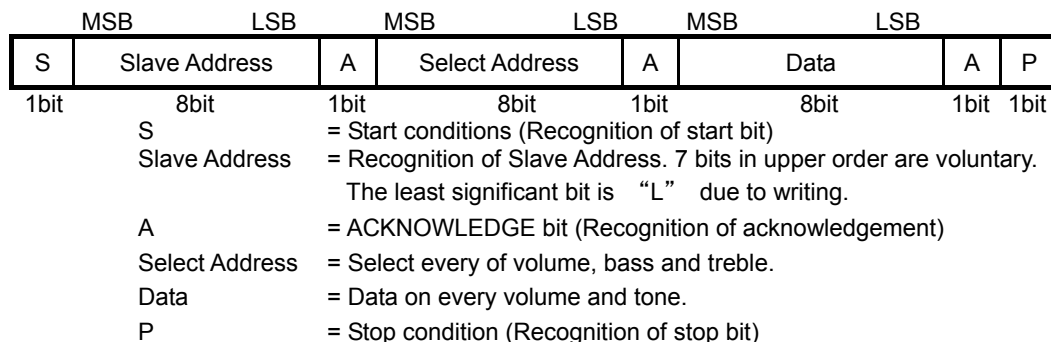 MSB LSB MSB LSB MSB LSB
S Slave Address A Select Address A Data A P
1bit 8bit 1bit 8bit 1bit 8bit 1bit 1bit
S = Start conditions (Recognition of start bit)
Slave Address = Recognition of Slave Address. 7 bits in upper order are voluntary.
The least significant bit is “L” due to writing.
A = ACKNOWLEDGE bit (Recognition of acknowledgement)
Select Address = Select every of volume, bass and treble.
Data = Data on every volume and tone.
P = Stop condition (Recognition of stop bit)